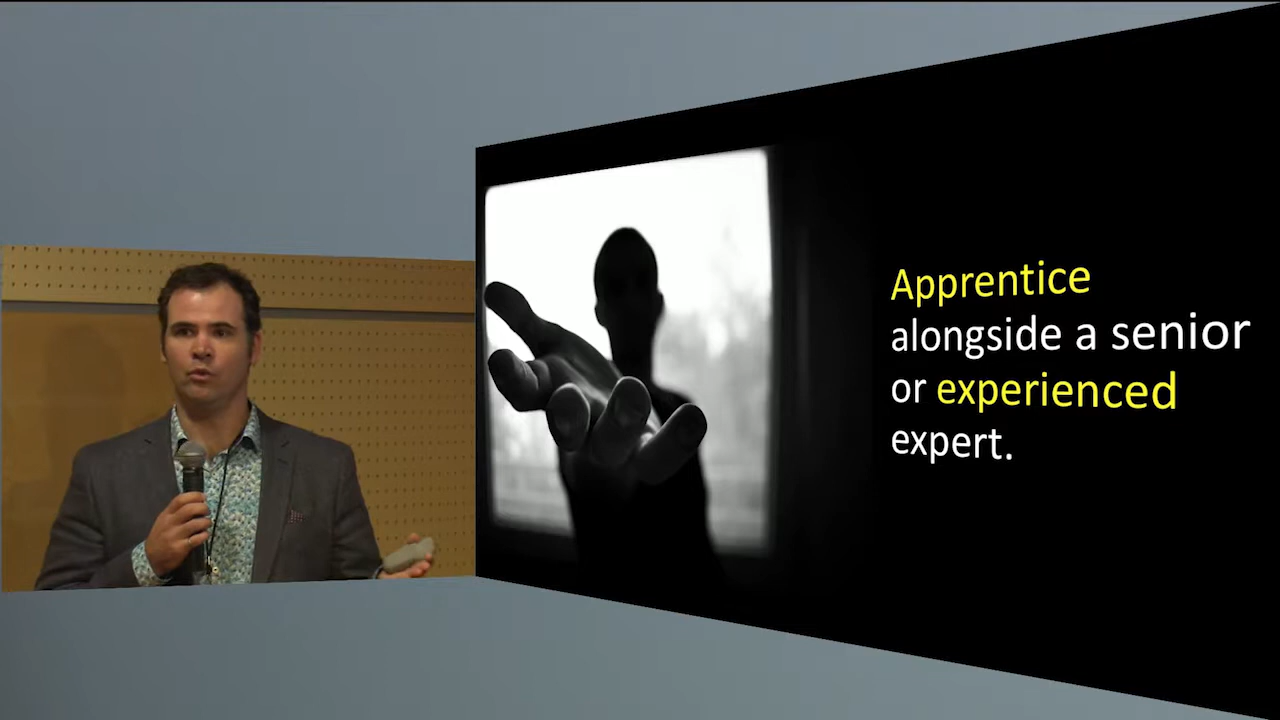 Apprentice
alongside a senior
or experienced
expert.